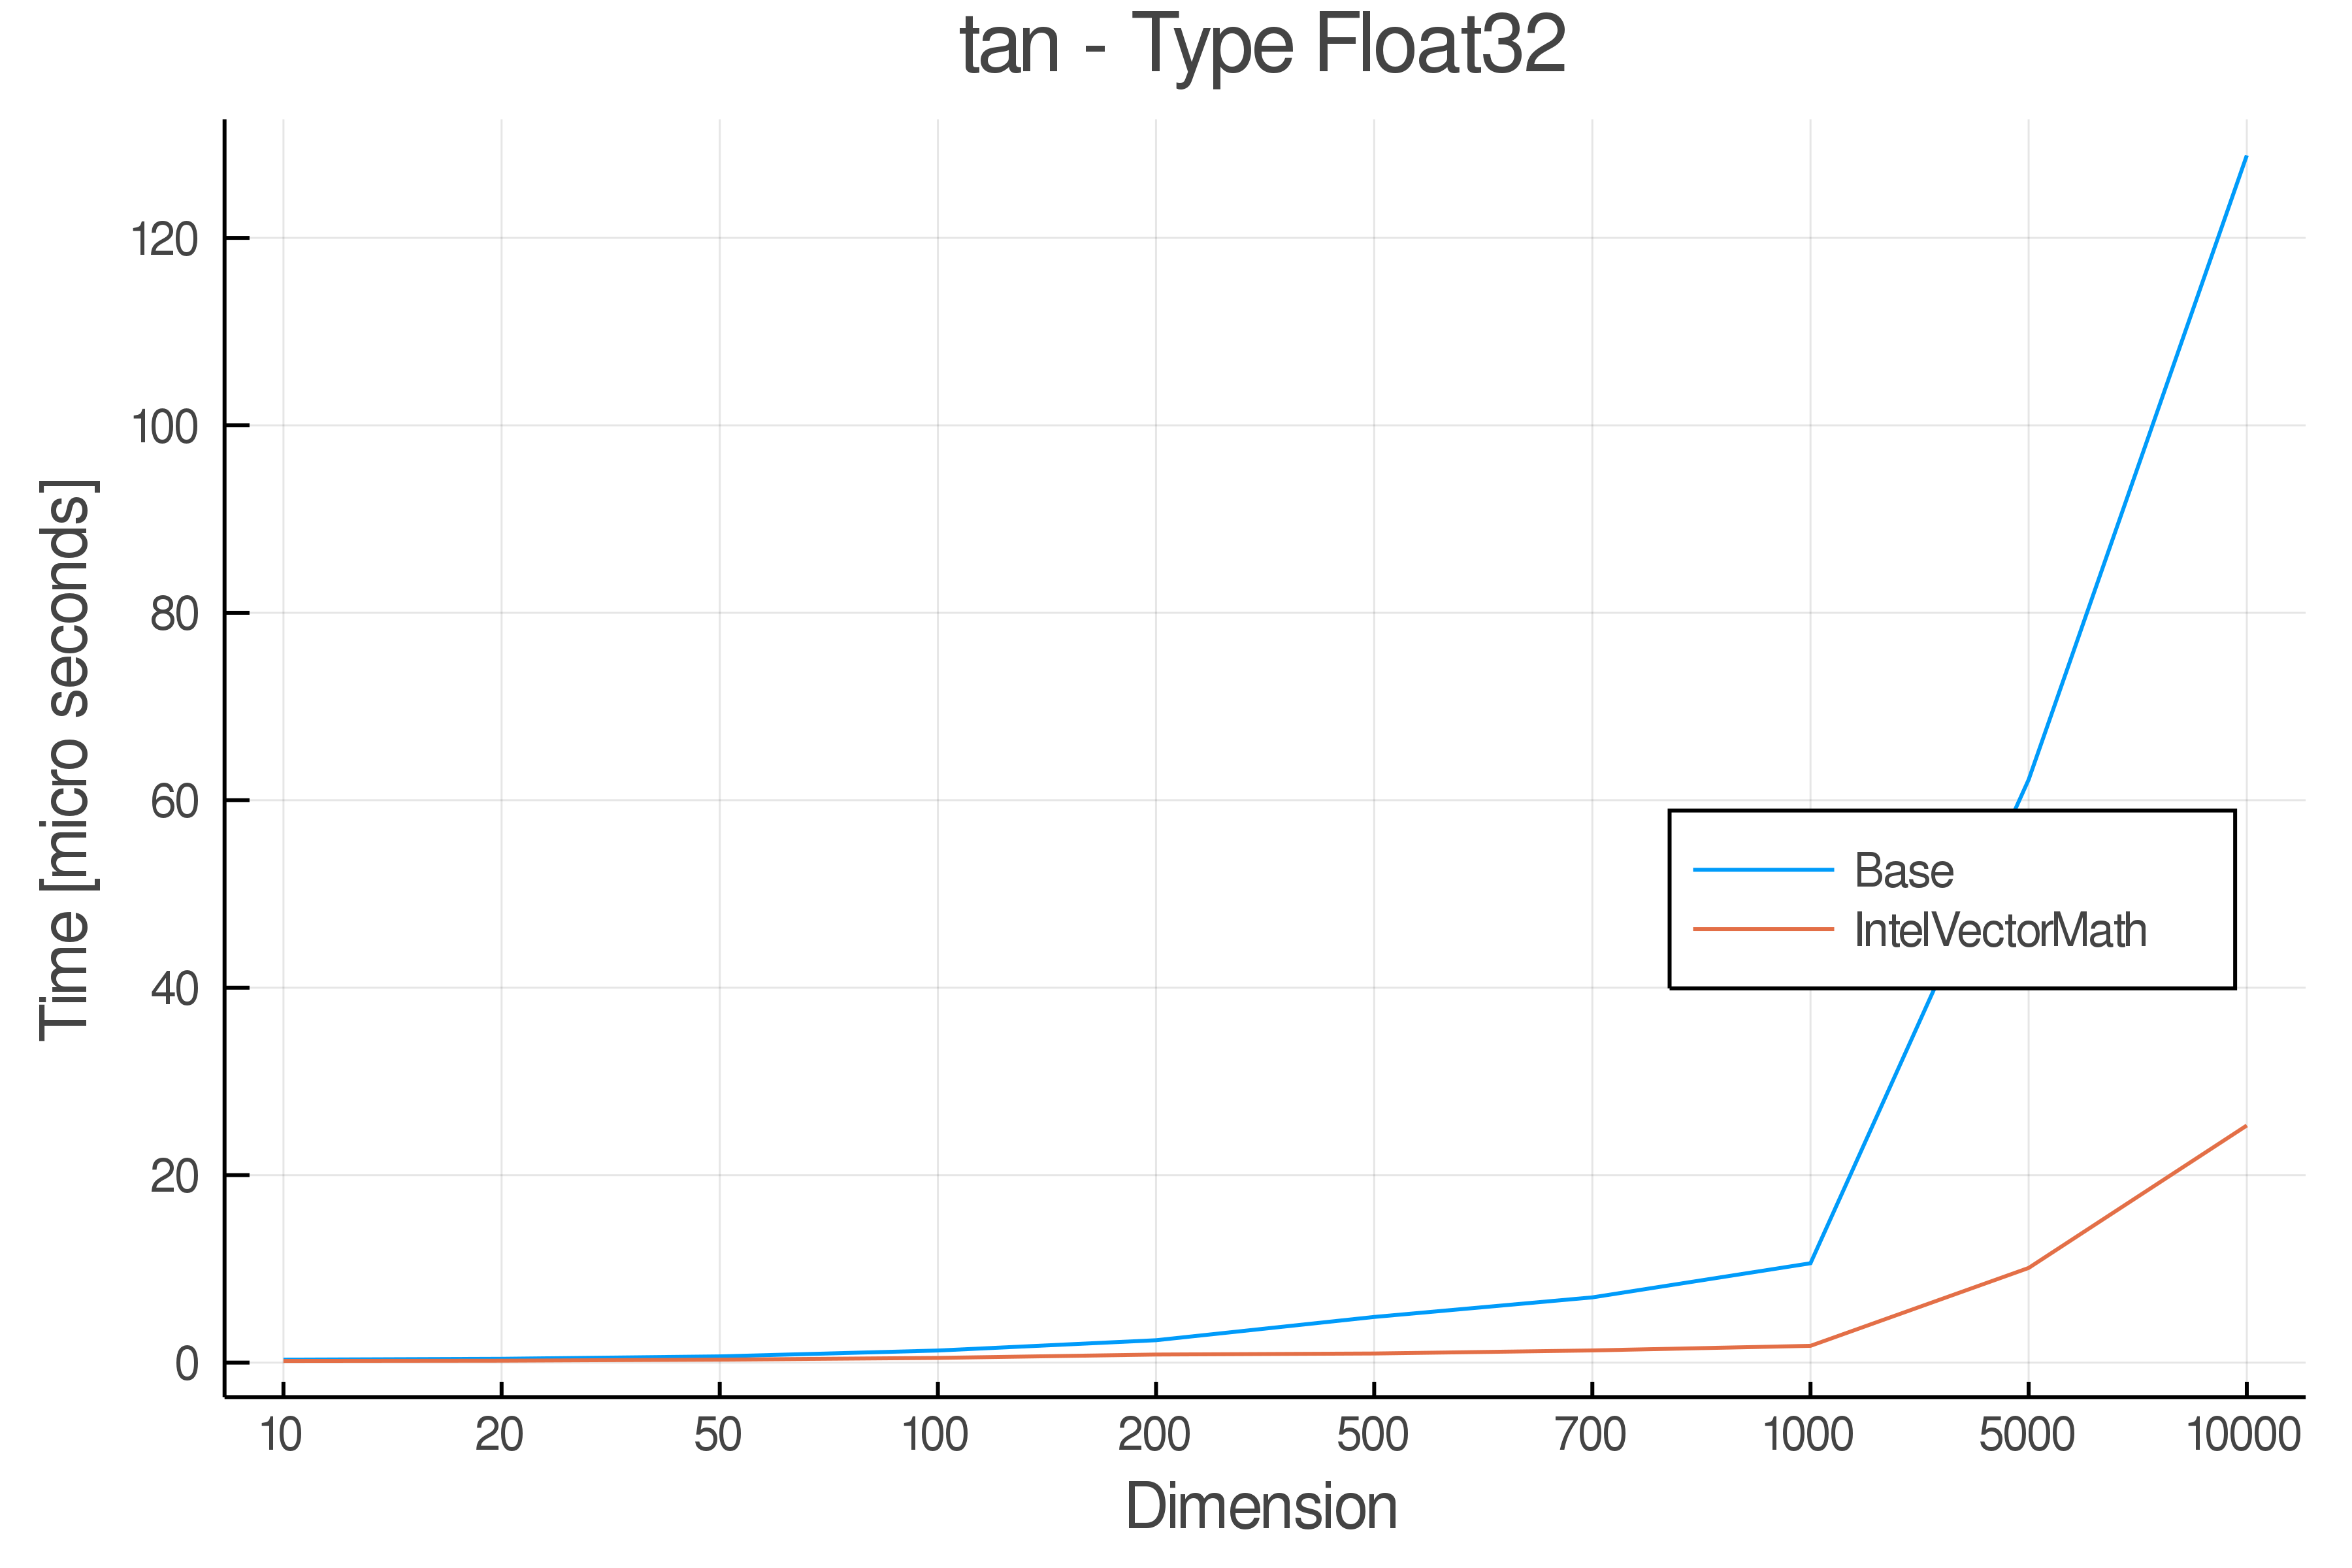 tan - Type Float32
Time [micro seconds]
120
100
80
60
40
20
0
Base
IntelVectorMath
10 20 50 100 200 500 700 1000 5000 10000
Dimension